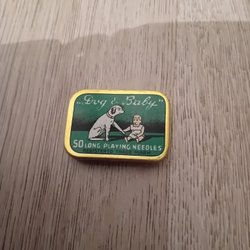 „Dog & Baby"
50 LONG PLAYING NEEDLES